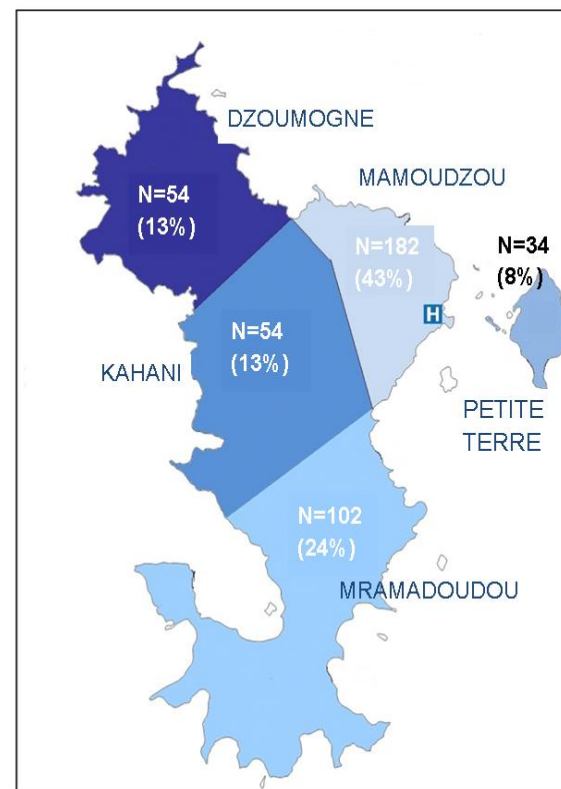 DZOUMOGNE
N=54
(13%)
MAMOUDZOU
N=182
(43%)
N=34
(8%)
H
N=54
(13%)
KAHANI
PETITE
TERRE
N=102
(24%)
MRAMADOUDOU